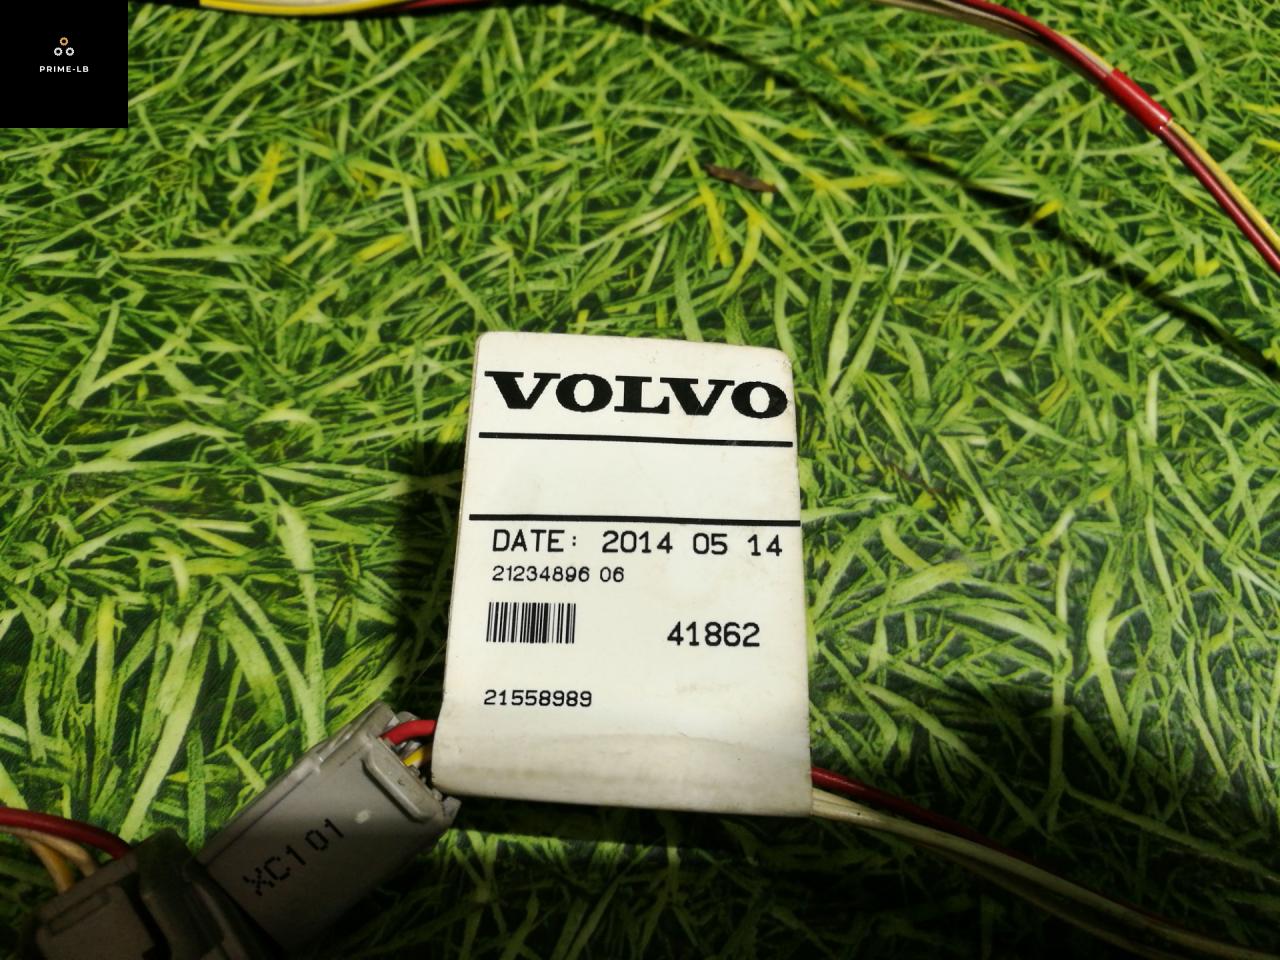 PRIME-LB
VOLVO
DATE: 2014 05 14
21234896 06
41862
21558989
XC101